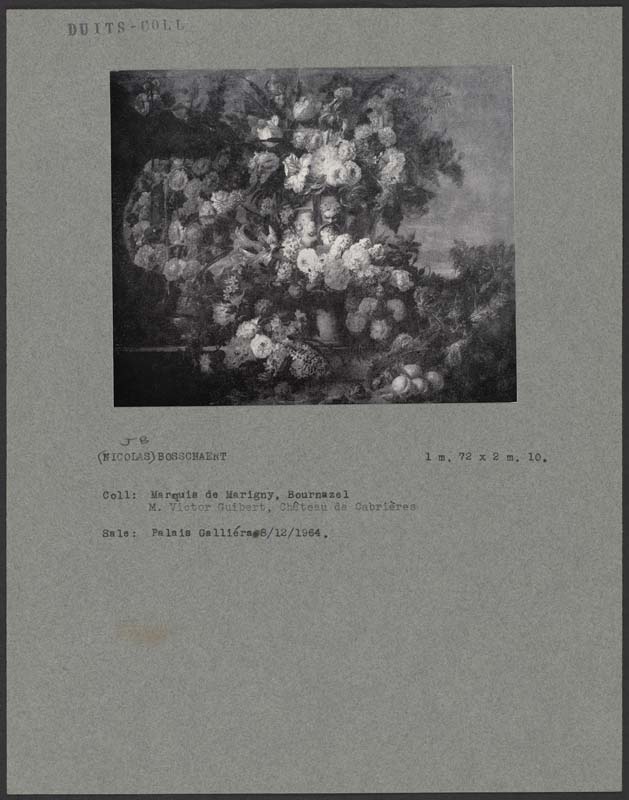 DUITS-COLL
J B
(NICOLAS)BOSSCHAERT 1 m. 72 x 2 m. 10.
Coll: Marquis de Marigny, Bournazel
M. Victor Guibert, Château de Cabrières
Sale: Palais Galliéra 8/12/1964.